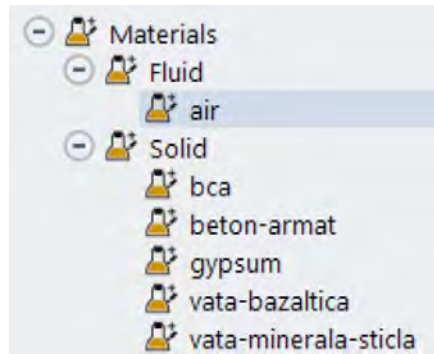 Materials
Fluid
air
Solid
bca
beton-armat
gypsum
vata-bazaltica
vata-minerala-sticla